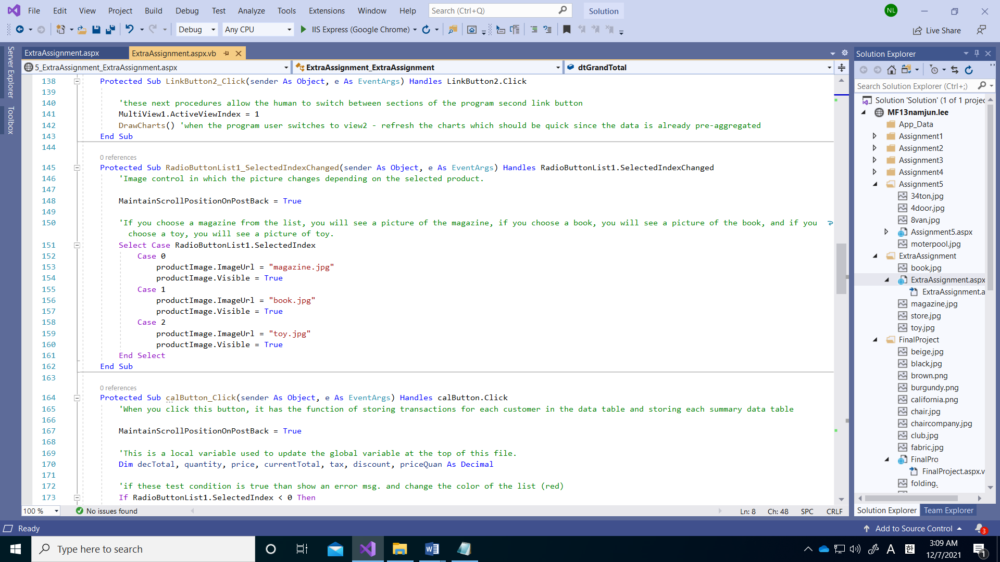 File Edit View Project Build Debug Test Analyze Tools Extensions Window Help Search (Ctrl+Q) Solution NL
Debug Any CPU IIS Express (Google Chrome) Live Share
Server Explorer
Toolbox
ExtraAssignment.aspx ExtraAssignment.aspx.vb
5_ExtraAssignment_ExtraAssignment.aspx ExtraAssignment_ExtraAssignment dtGrandTotal
138 Protected Sub LinkButton2_Click(sender As Object, e As EventArgs) Handles LinkButton2.Click
139
140 'these next procedures allow the human to switch between sections of the program second link button
141 MultiView1.ActiveViewIndex = 1
142 DrawCharts() 'when the program user switches to view2 - refresh the charts which should be quick since the data is already pre-aggregated
143 End Sub
144
0 references
145 Protected Sub RadioButtonList1_SelectedIndexChanged(sender As Object, e As EventArgs) Handles RadioButtonList1.SelectedIndexChanged
146 'Image control in which the picture changes depending on the selected product.
147
148 MaintainScrollPositionOnPostBack = True
149
150 'If you choose a magazine from the list, you will see a picture of the magazine, if you choose a book, you will see a picture of the book, and if you
choose a toy, you will see a picture of toy.
151 Select Case RadioButtonList1.SelectedIndex
152 Case 0
153 productImage.ImageUrl = "magazine.jpg"
154 productImage.Visible = True
155 Case 1
156 productImage.ImageUrl = "book.jpg"
157 productImage.Visible = True
158 Case 2
159 productImage.ImageUrl = "toy.jpg"
160 productImage.Visible = True
161 End Select
162 End Sub
163
0 references
164 Protected Sub calButton_Click(sender As Object, e As EventArgs) Handles calButton.Click
165 'When you click this button, it has the function of storing transactions for each customer in the data table and storing each summary data table
166
167 MaintainScrollPositionOnPostBack = True
168
169 'This is a local variable used to update the global variable at the top of this file.
170 Dim decTotal, quantity, price, currentTotal, tax, discount, priceQuan As Decimal
171
172 'if these test condition is true than show an error msg. and change the color of the list (red)
173 If RadioButtonList1.SelectedIndex < 0 Then
100 % No issues found Ln: 8 Ch: 48 SPC CRLF
Solution Explorer
Search Solution Explorer (Ctrl+;)
Solution 'Solution' (1 of 1 projec
MF13namjun.lee
App_Data
Assignment1
Assignment2
Assignment3
Assignment4
Assignment5
34ton.jpg
4door.jpg
8van.jpg
Assignment5.aspx
moterpool.jpg
ExtraAssignment
book.jpg
ExtraAssignment.aspx
ExtraAssignment.a
magazine.jpg
store.jpg
toy.jpg
FinalProject
beige.jpg
black.jpg
brown.png
burgundy.png
california.png
chair.jpg
chaircompany.jpg
club.jpg
fabric.jpg
FinalPro
FinalProject.aspx.v
folding.
Solution Explorer Team Explorer
Ready Add to Source Control 3
Type here to search A 한 3:09 AM
12/7/2021 1